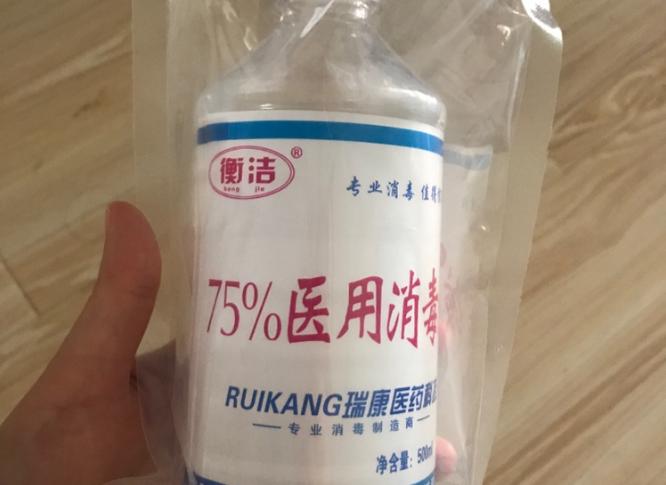 衡洁®
heng jie
专业消毒 值得
75%医用消毒
RUIKANG瑞康医药
专业消毒制造商
净含量：500ml